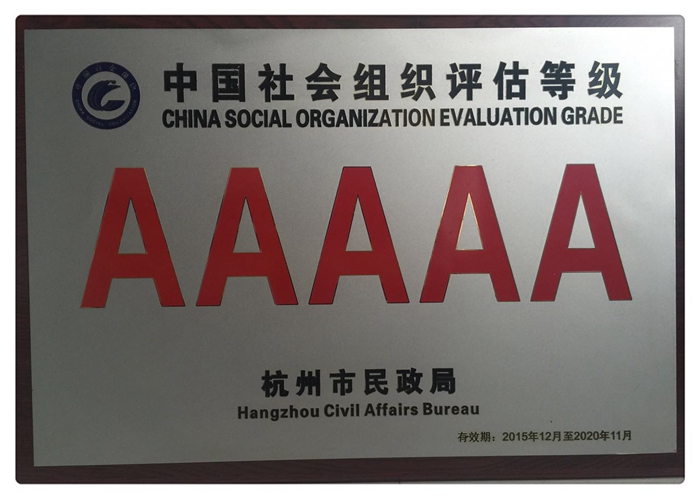 中国社会组织评估等级
CHINA SOCIAL ORGANIZATION EVALUATION GRADE
AAAAA
杭州市民政局
Hangzhou Civil Affairs Bureau
有效期：2015年12月至2020年11月